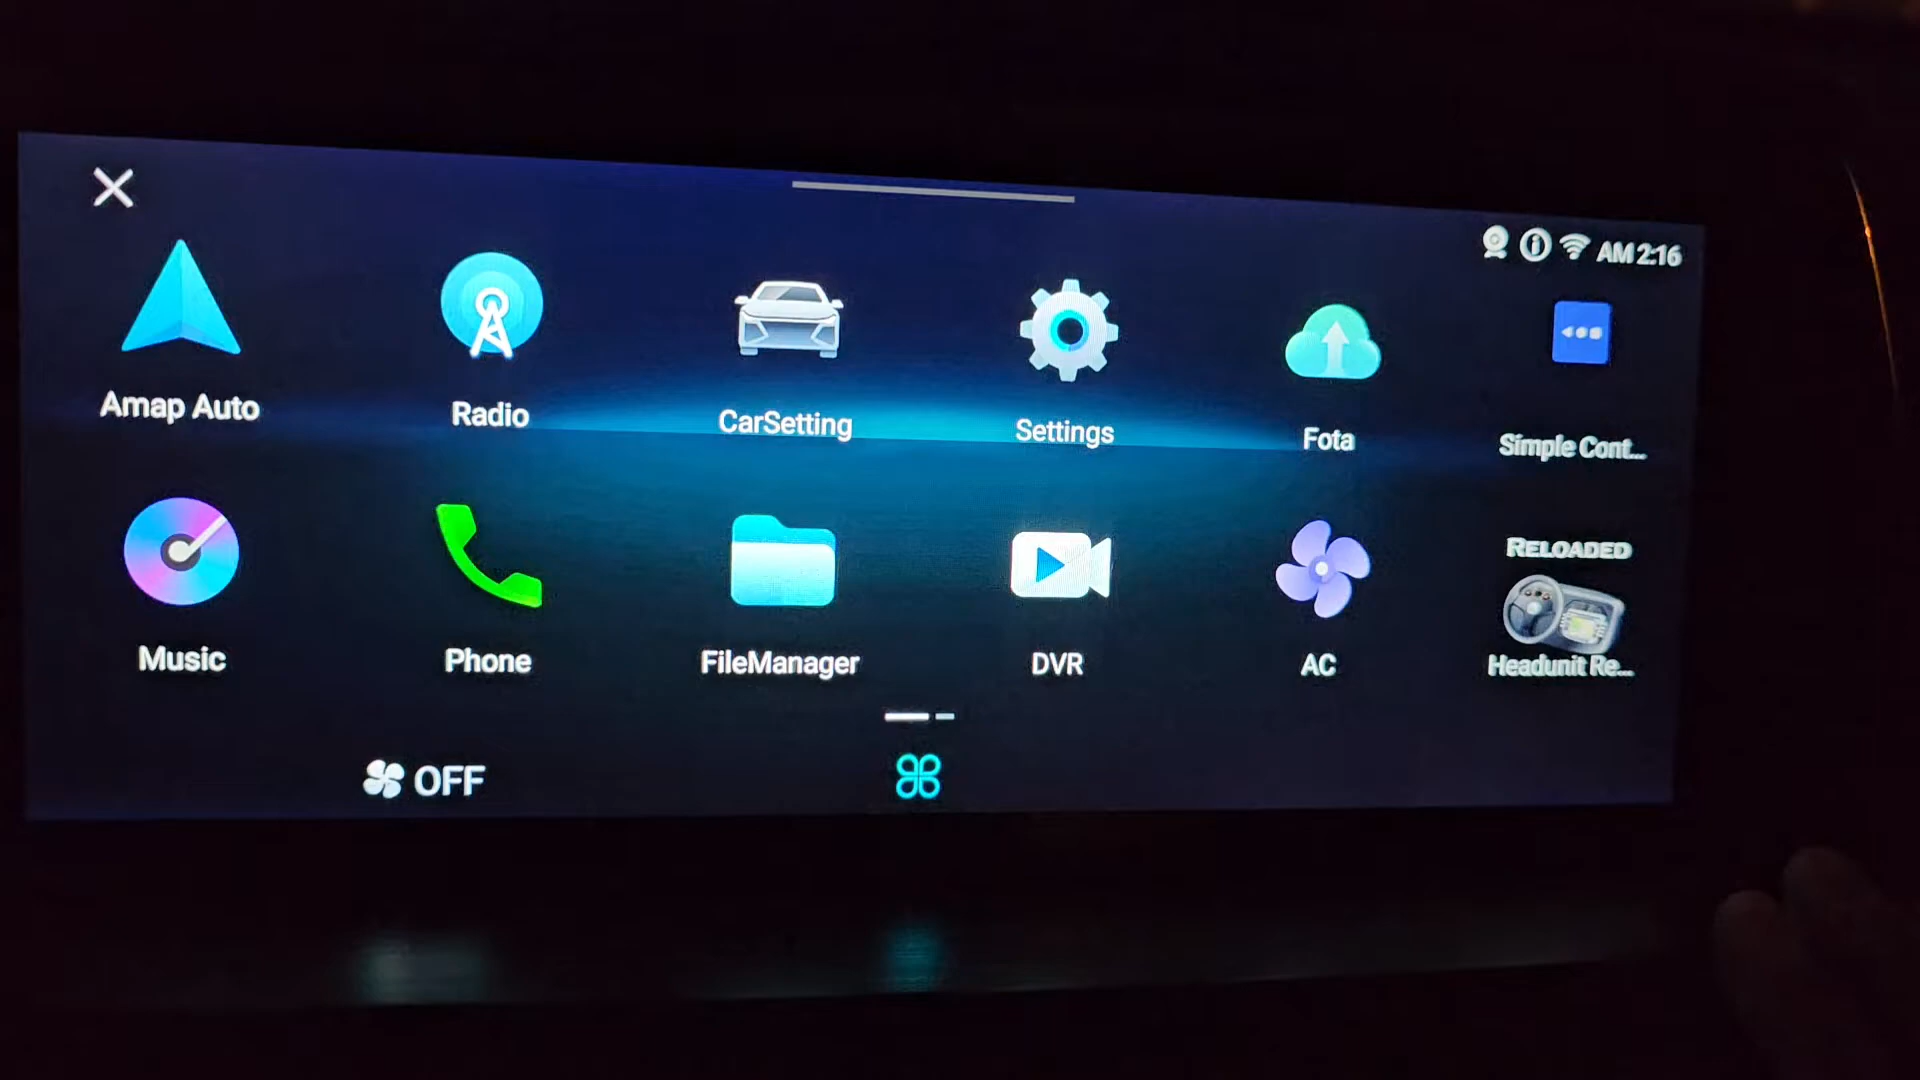 AM 2:16
Amap Auto
Radio
CarSetting
Settings
Fota
Simple Cont...
RELOADED
Music
Phone
FileManager
DVR
AC
Headunit Re...
OFF